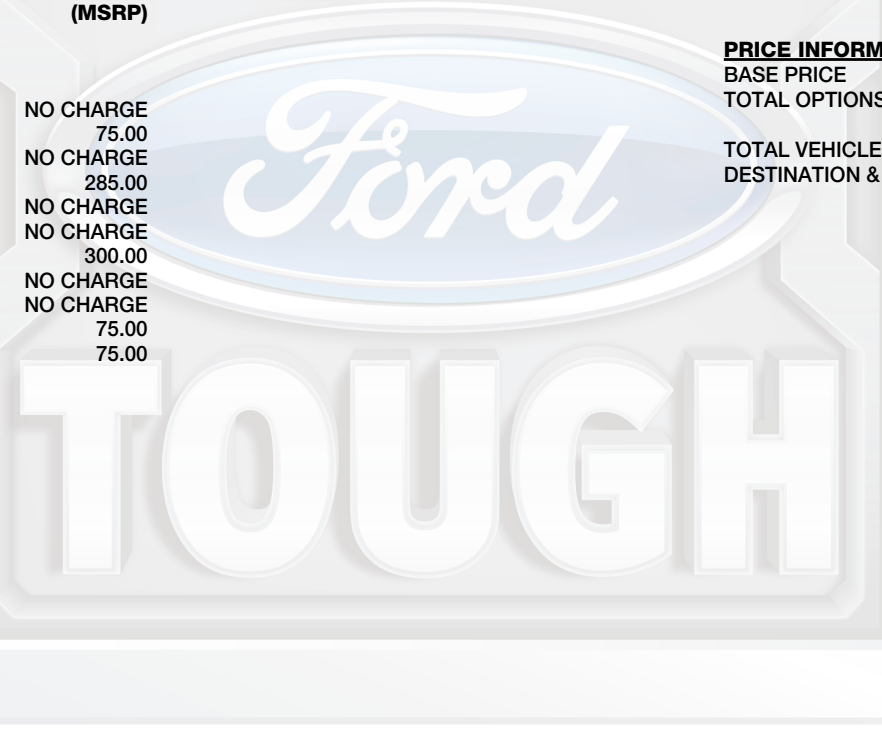 (MSRP)
NO CHARGE
75.00
NO CHARGE
285.00
NO CHARGE
NO CHARGE
300.00
NO CHARGE
NO CHARGE
75.00
75.00
PRICE INFORM
BASE PRICE
TOTAL OPTIONS
TOTAL VEHICLE
DESTINATION &
Ford
TOUGH